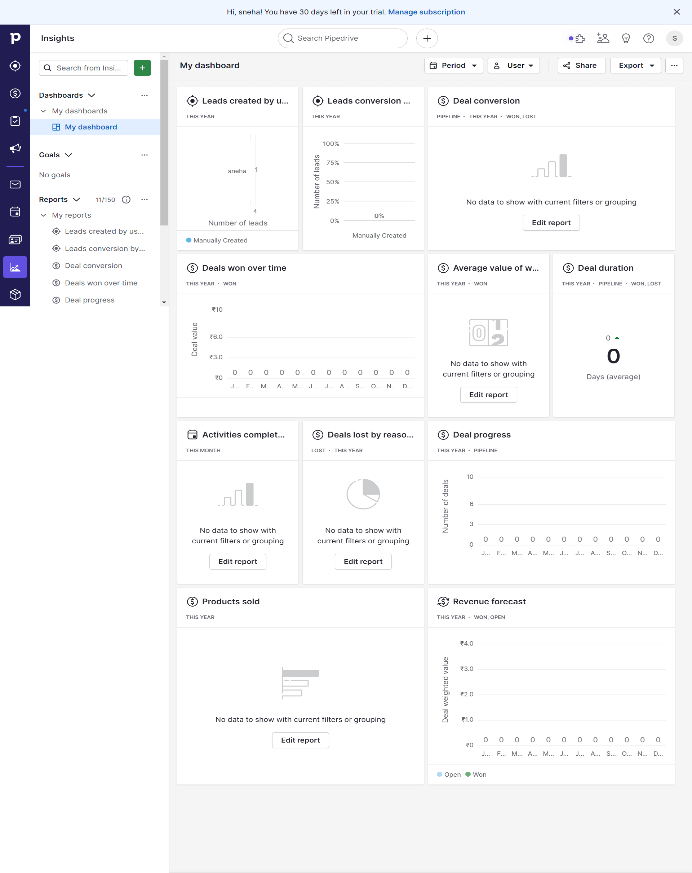 Hi, sneha! You have 30 days left in your trial. Manage subscription
Insights
Search Pipedrive
S
Search from Insi...
Dashboards
My dashboards
My dashboard
Goals
No goals
Reports
11/150
My reports
Leads created by us...
Leads conversion by...
Deal conversion
Deals won over time
Deal progress
My dashboard
Period
User
Share
Export
Leads created by u...
THIS YEAR
sneha
1
Number of leads
Manually Created
Leads conversion ...
THIS YEAR
Number of leads
100%
75%
50%
25%
0%
0%
Manually Created
Deal conversion
PIPELINE • THIS YEAR • WON, LOST
No data to show with current filters or grouping
Edit report
Deals won over time
THIS YEAR • WON
Deal value
₹10
₹6.0
₹3.0
₹0
0 0 0 0 0 0 0 0 0 0 0 0
J... F... M... A... M... J... J... A... S... O... N... D...
Average value of w...
THIS YEAR • WON
No data to show with
current filters or grouping
Edit report
Deal duration
THIS YEAR • PIPELINE • WON, LOST
0
0
Days (average)
Activities complet...
THIS MONTH
No data to show with
current filters or grouping
Edit report
Deals lost by reaso...
LOST • THIS YEAR
No data to show with
current filters or grouping
Edit report
Deal progress
THIS YEAR • PIPELINE
Number of deals
10
6
3
0
0 0 0 0 0 0 0 0 0 0 0 0
J... F... M... A... M... J... J... A... S... O... N... D...
Products sold
THIS YEAR
No data to show with current filters or grouping
Edit report
Revenue forecast
THIS YEAR • WON, OPEN
Deal weighted value
₹4.0
₹3.0
₹2.0
₹1.0
₹0
0 0 0 0 0 0 0 0 0 0 0 0
J... F... M... A... M... J... J... A... S... O... N... D...
Open Won